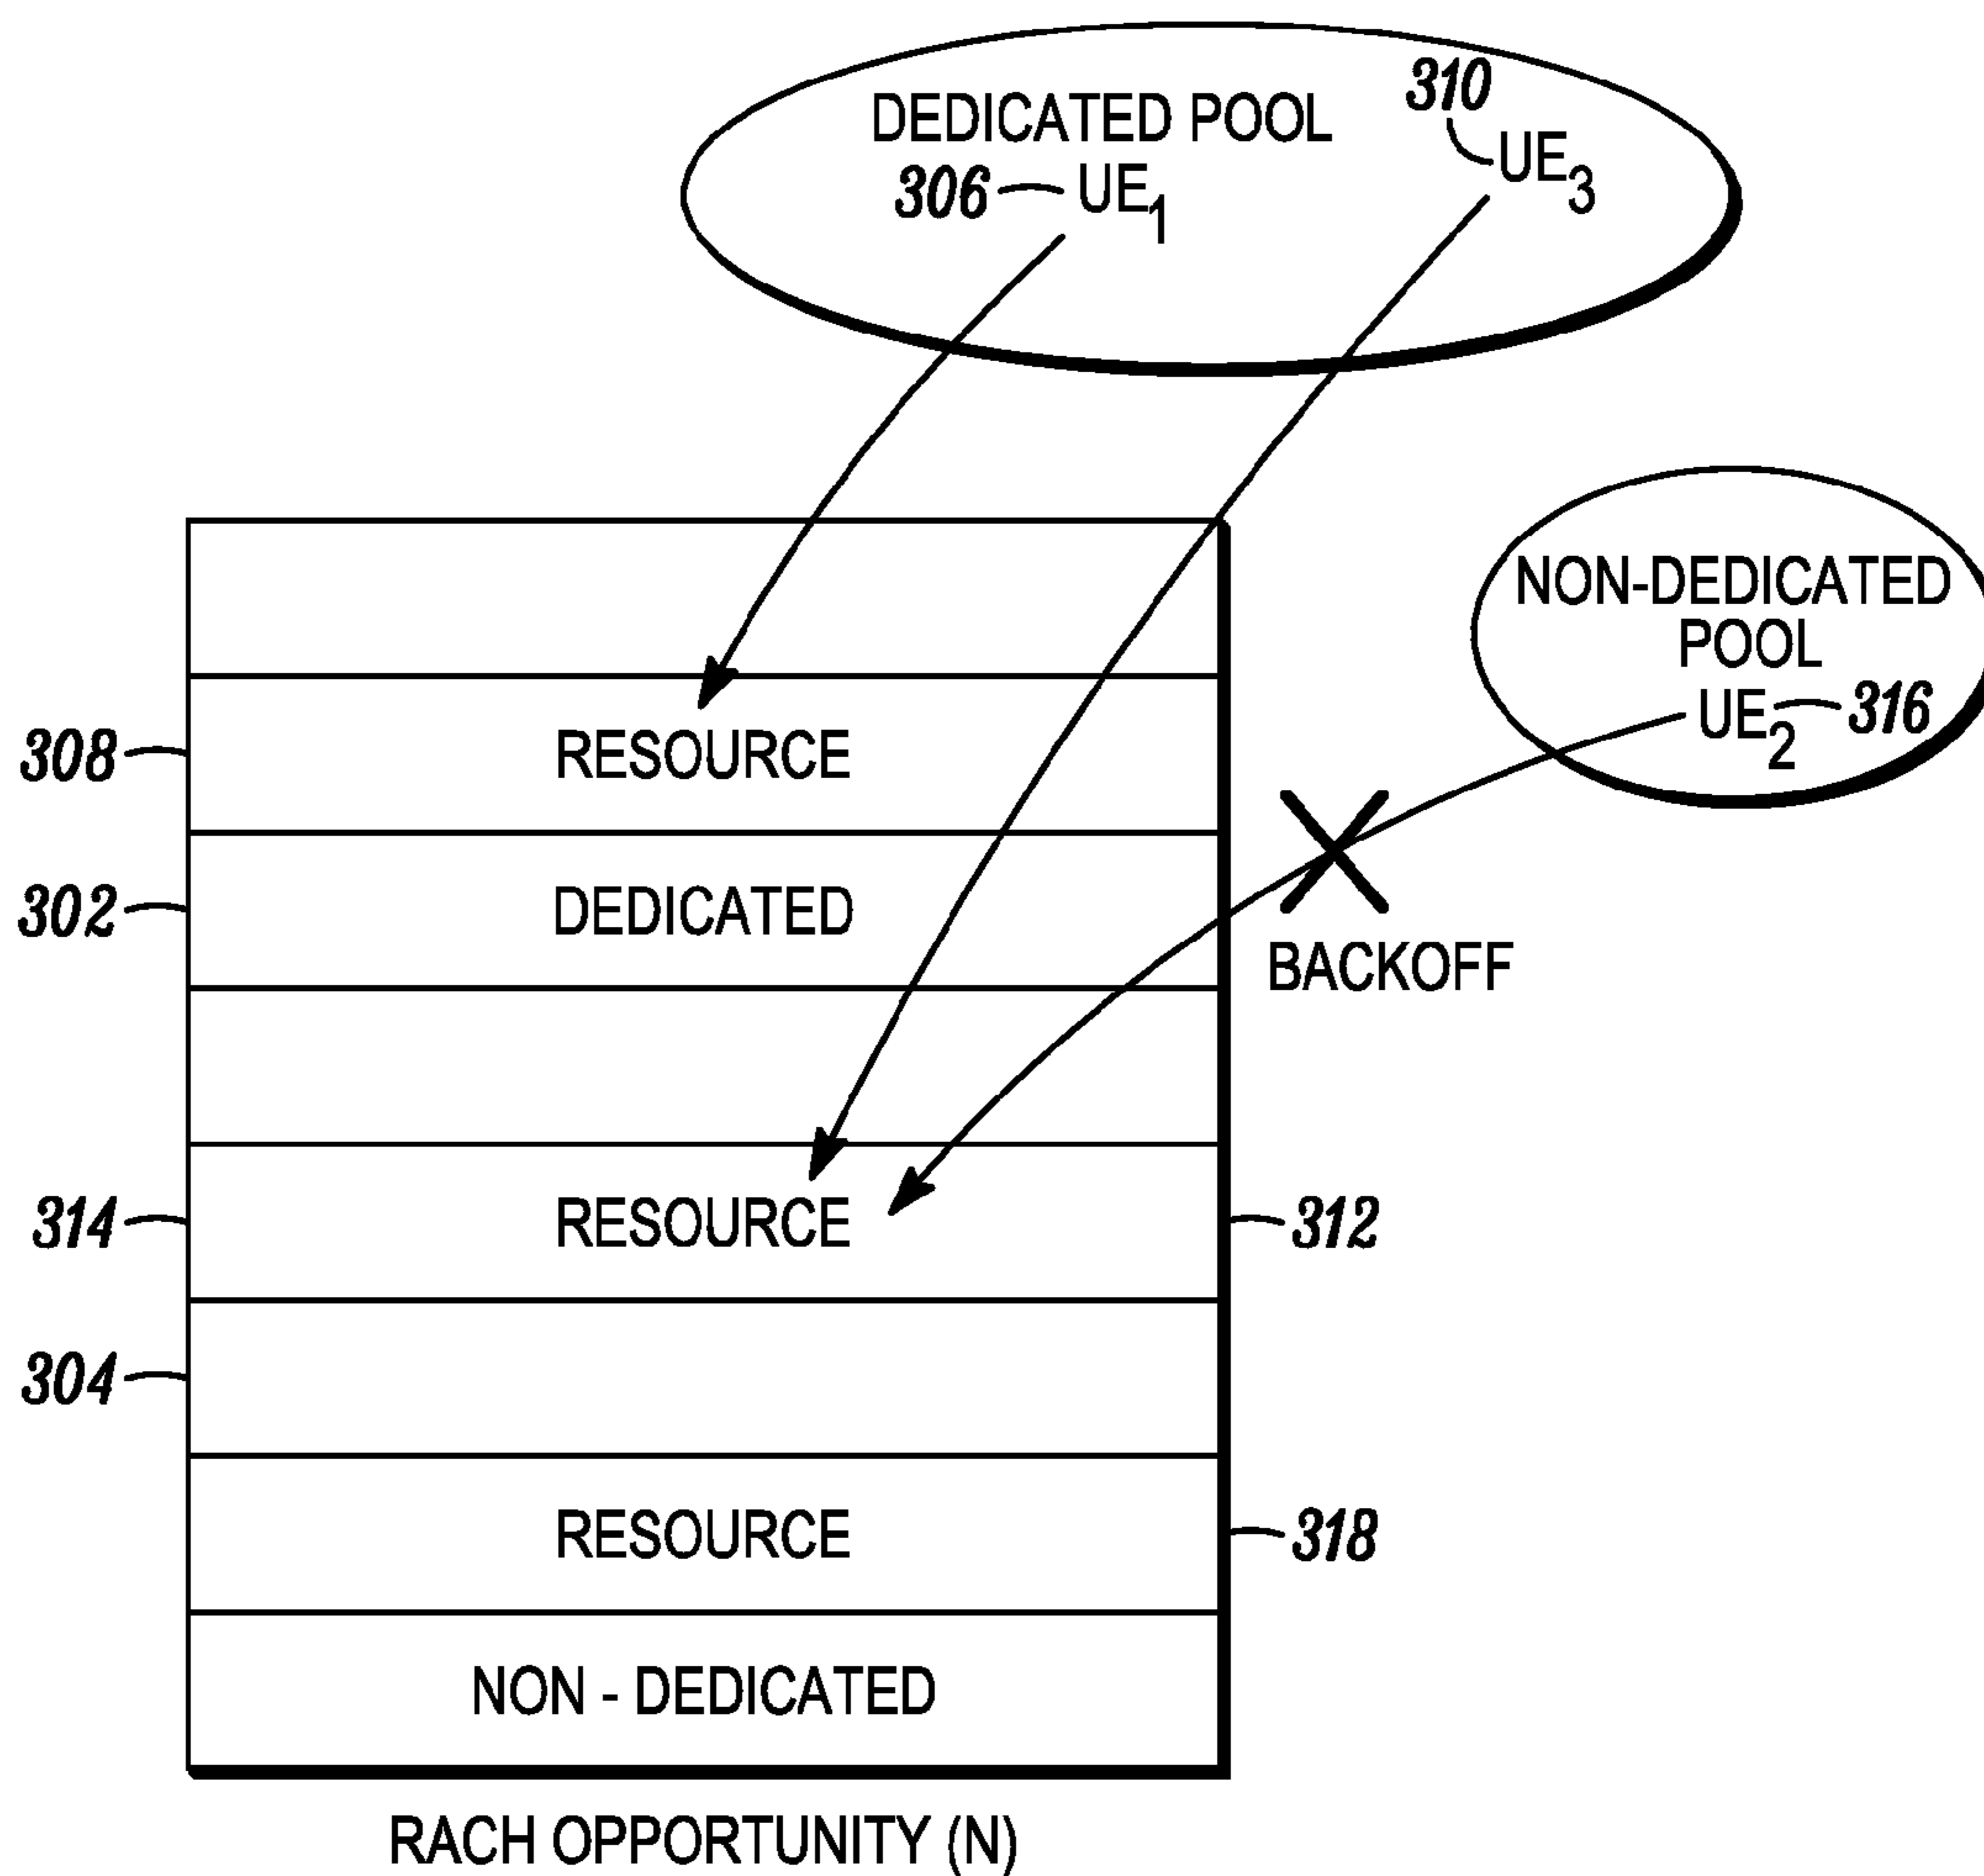 310
DEDICATED POOL
UE3
306 UE1
NON-DEDICATED
POOL
UE2 316
308 RESOURCE
302 DEDICATED
BACKOFF
314 RESOURCE 312
304
RESOURCE 318
NON - DEDICATED
RACH OPPORTUNITY (N)